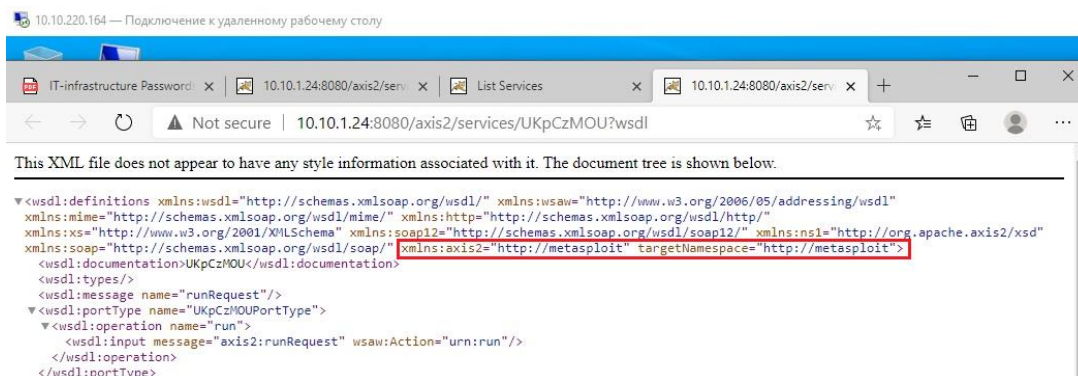 10.10.220.164 — Подключение к удаленному рабочему столу
IT-infrastructure Password: 10.10.1.24:8080/axis2/servi List Services 10.10.1.24:8080/axis2/servi
Not secure | 10.10.1.24:8080/axis2/services/UKpCzMOU?wsdl
This XML file does not appear to have any style information associated with it. The document tree is shown below.
▼<wsdl:definitions xmlns:wsdl="http://schemas.xmlsoap.org/wsdl/" xmlns:wsaw="http://www.w3.org/2006/05/addressing/wsdl"
xmlns:mime="http://schemas.xmlsoap.org/wsdl/mime/" xmlns:http="http://schemas.xmlsoap.org/wsdl/http/"
xmlns:xs="http://www.w3.org/2001/XMLSchema" xmlns:soap12="http://schemas.xmlsoap.org/wsdl/soap12/" xmlns:ns1="http://org.apache.axis2/xsd"
xmlns:soap="http://schemas.xmlsoap.org/wsdl/soap/" xmlns:axis2="http://metasploit" targetNamespace="http://metasploit">
<wsdl:documentation>UKpCzMOU</wsdl:documentation>
<wsdl:types/>
<wsdl:message name="runRequest"/>
▼<wsdl:portType name="UKpCzMOUPortType">
▼<wsdl:operation name="run">
<wsdl:input message="axis2:runRequest" wsaw:Action="urn:run"/>
</wsdl:operation>
</wsdl:portType>